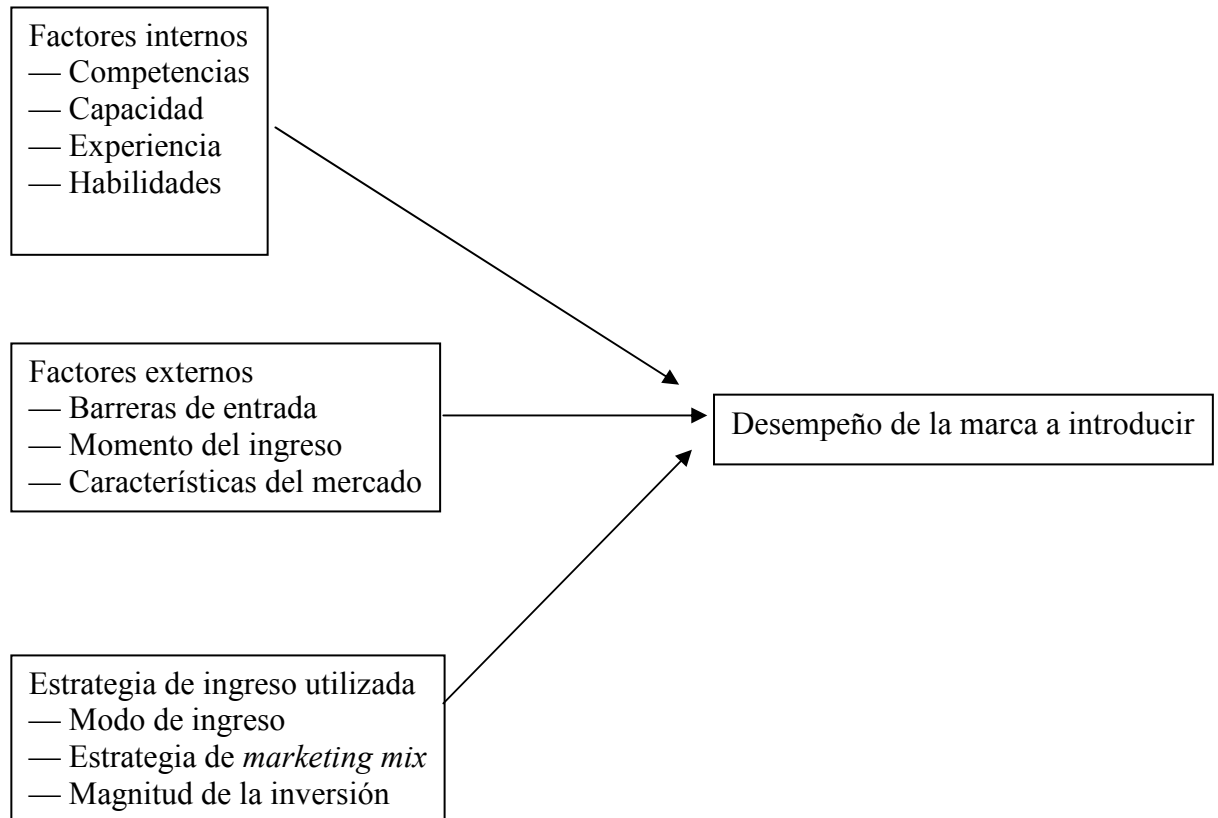 Factores internos
— Competencias
— Capacidad
— Experiencia
— Habilidades
Factores externos
— Barreras de entrada
— Momento del ingreso
— Características del mercado
Desempeño de la marca a introducir
Estrategia de ingreso utilizada
— Modo de ingreso
— Estrategia de marketing mix
— Magnitud de la inversión